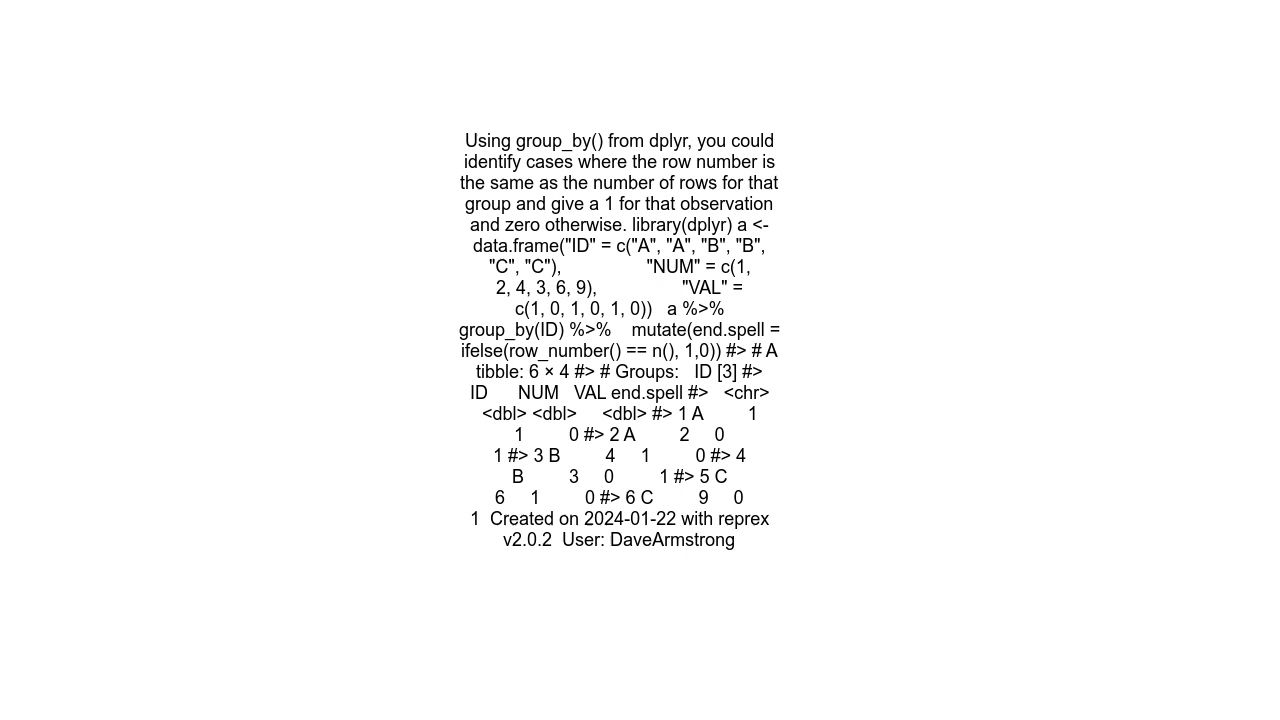 Using group_by() from dplyr, you could
identify cases where the row number is
the same as the number of rows for that
group and give a 1 for that observation
and zero otherwise. library(dplyr) a <-
data.frame("ID" = c("A", "A", "B", "B",
"C", "C"),                 "NUM" = c(1,
2, 4, 3, 6, 9),                 "VAL" =
c(1, 0, 1, 0, 1, 0))   a %>%
group_by(ID) %>%    mutate(end.spell =
ifelse(row_number() == n(), 1,0)) #> # A
tibble: 6 × 4 #> # Groups:   ID [3] #>
ID      NUM   VAL end.spell #>   <chr>
<dbl> <dbl>     <dbl> #> 1 A         1
1         0 #> 2 A         2     0
1 #> 3 B         4     1         0 #> 4
B         3     0         1 #> 5 C
6     1         0 #> 6 C         9     0
1  Created on 2024-01-22 with reprex
v2.0.2  User: DaveArmstrong